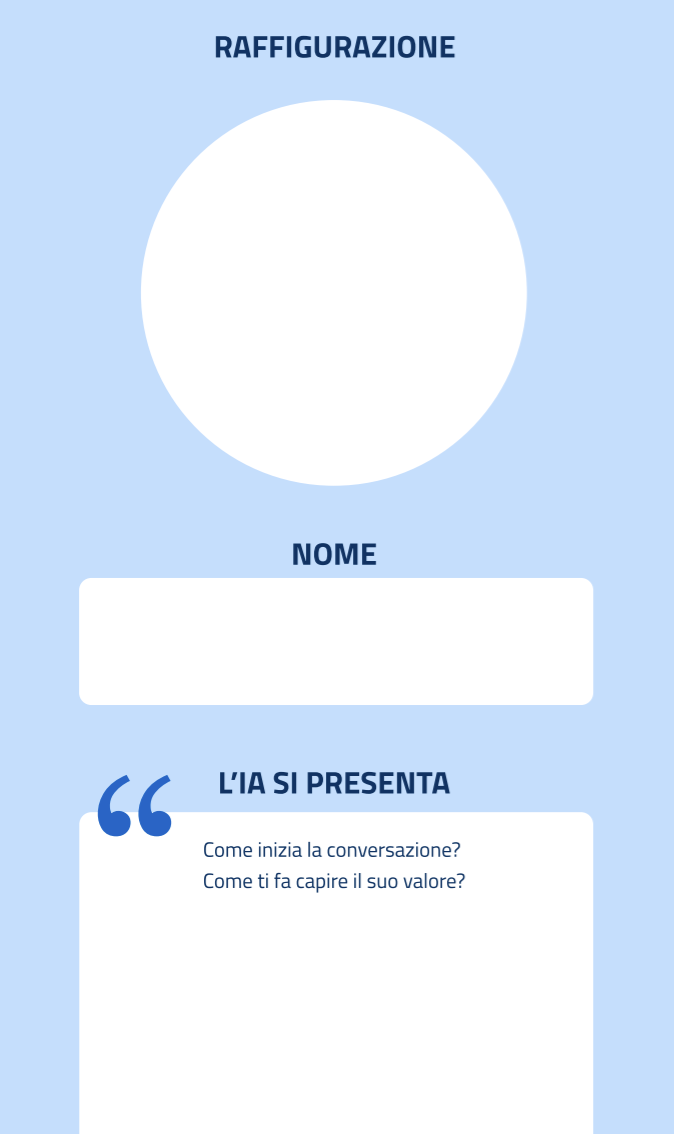 RAFFIGURAZIONE
NOME
“
L’IA SI PRESENTA
Come inizia la conversazione?
Come ti fa capire il suo valore?